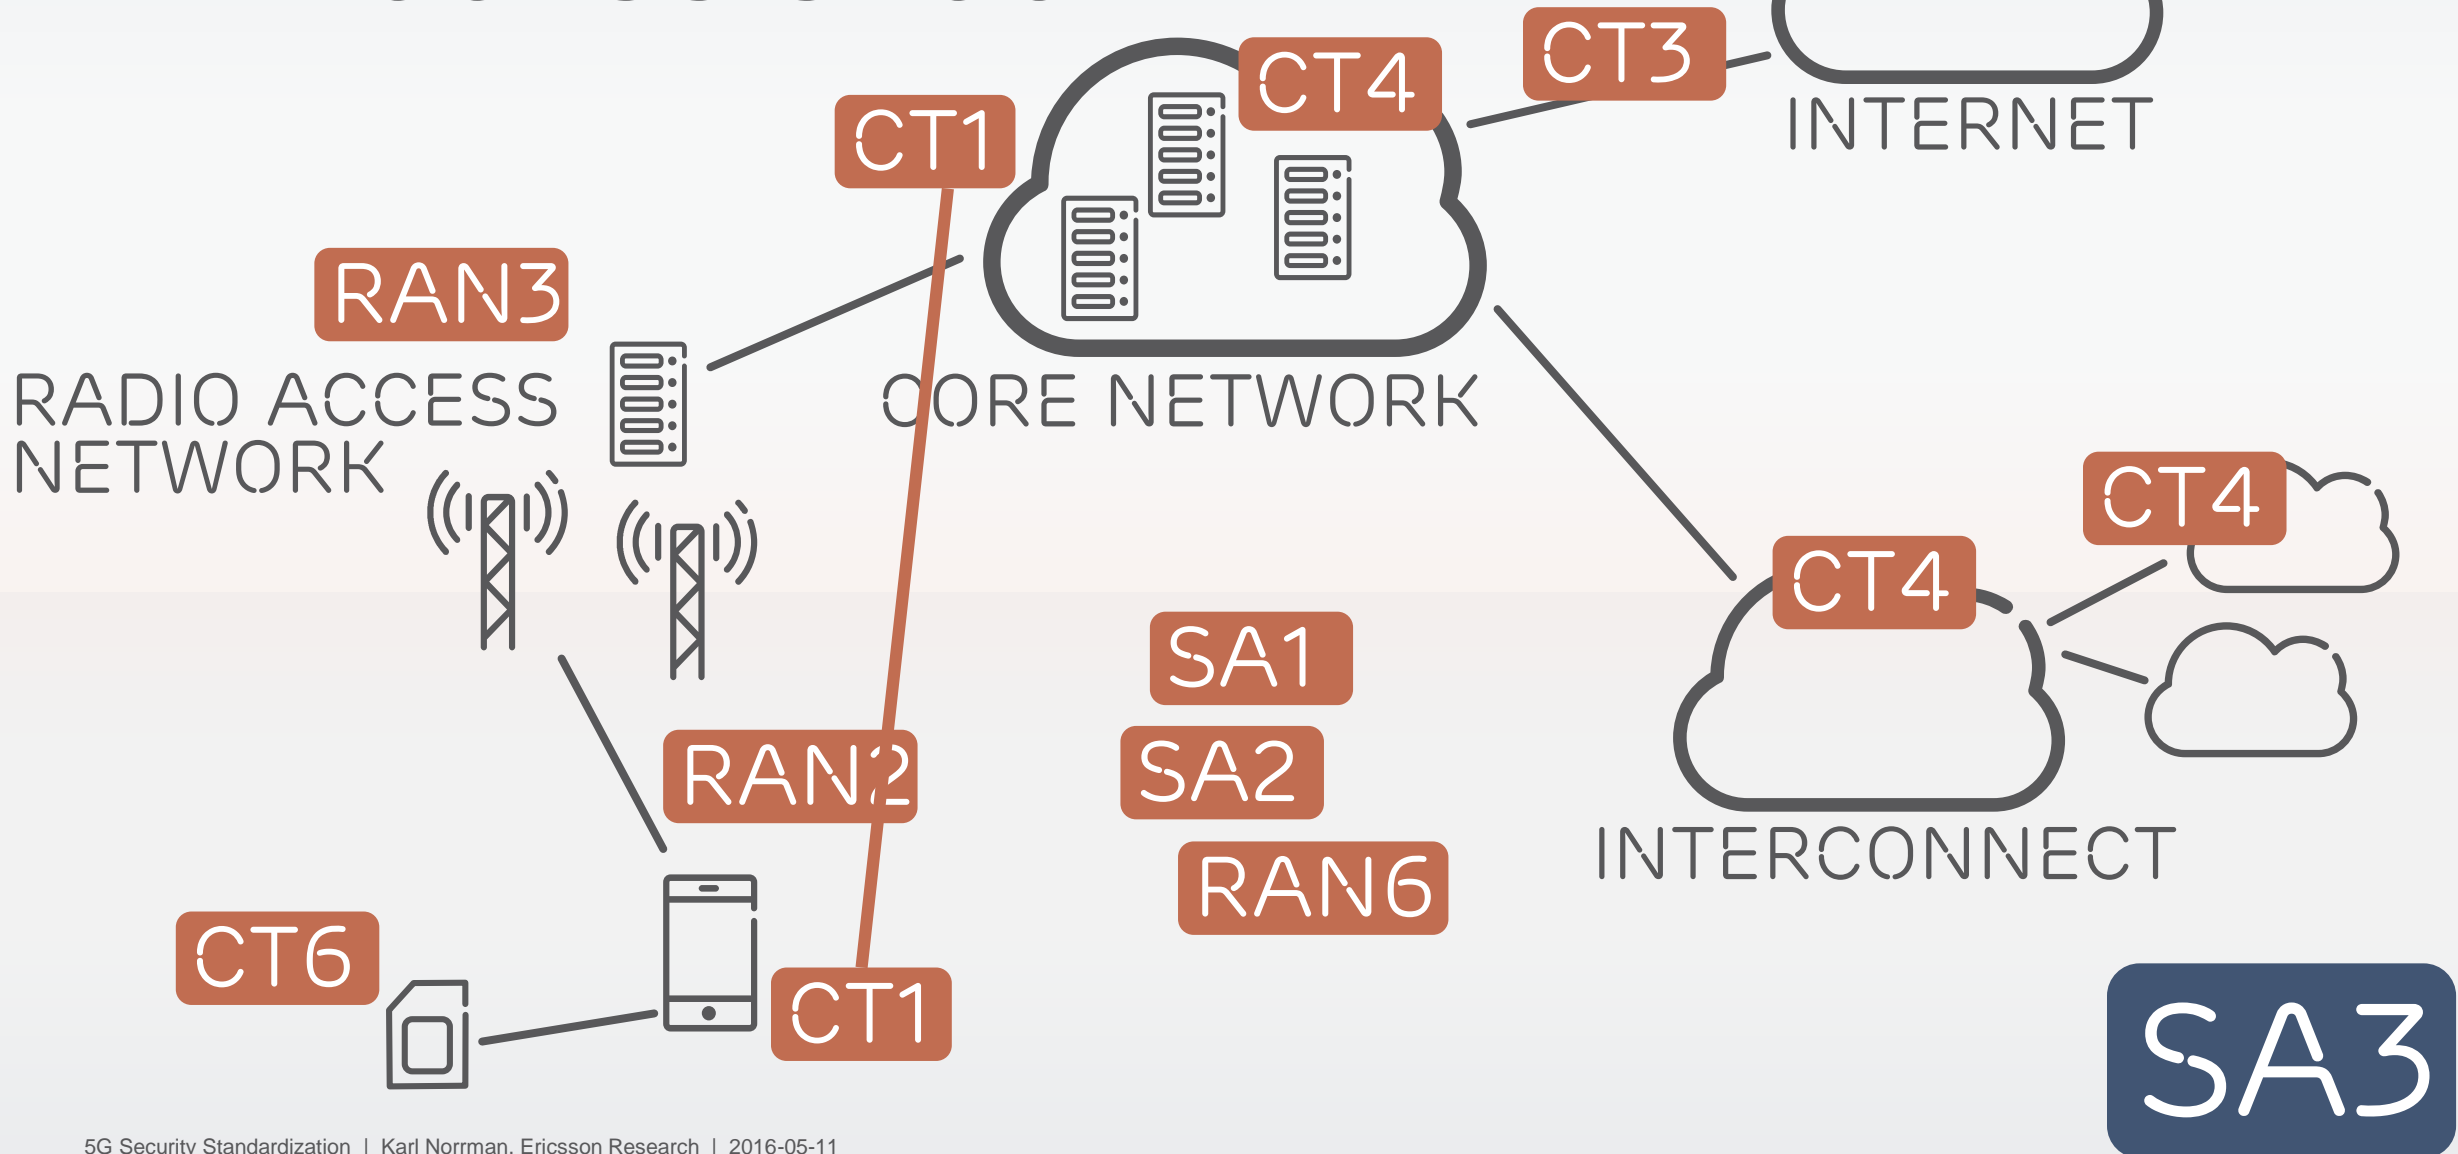 CT3
CT4
INTERNET
CT1
RAN3
RADIO ACCESS
NETWORK
CORE NETWORK
CT4
CT4
SA1
RAN2
SA2
INTERCONNECT
RAN6
CT6
CT1
SA3
5G Security Standardization | Karl Norrman, Ericsson Research | 2016-05-11